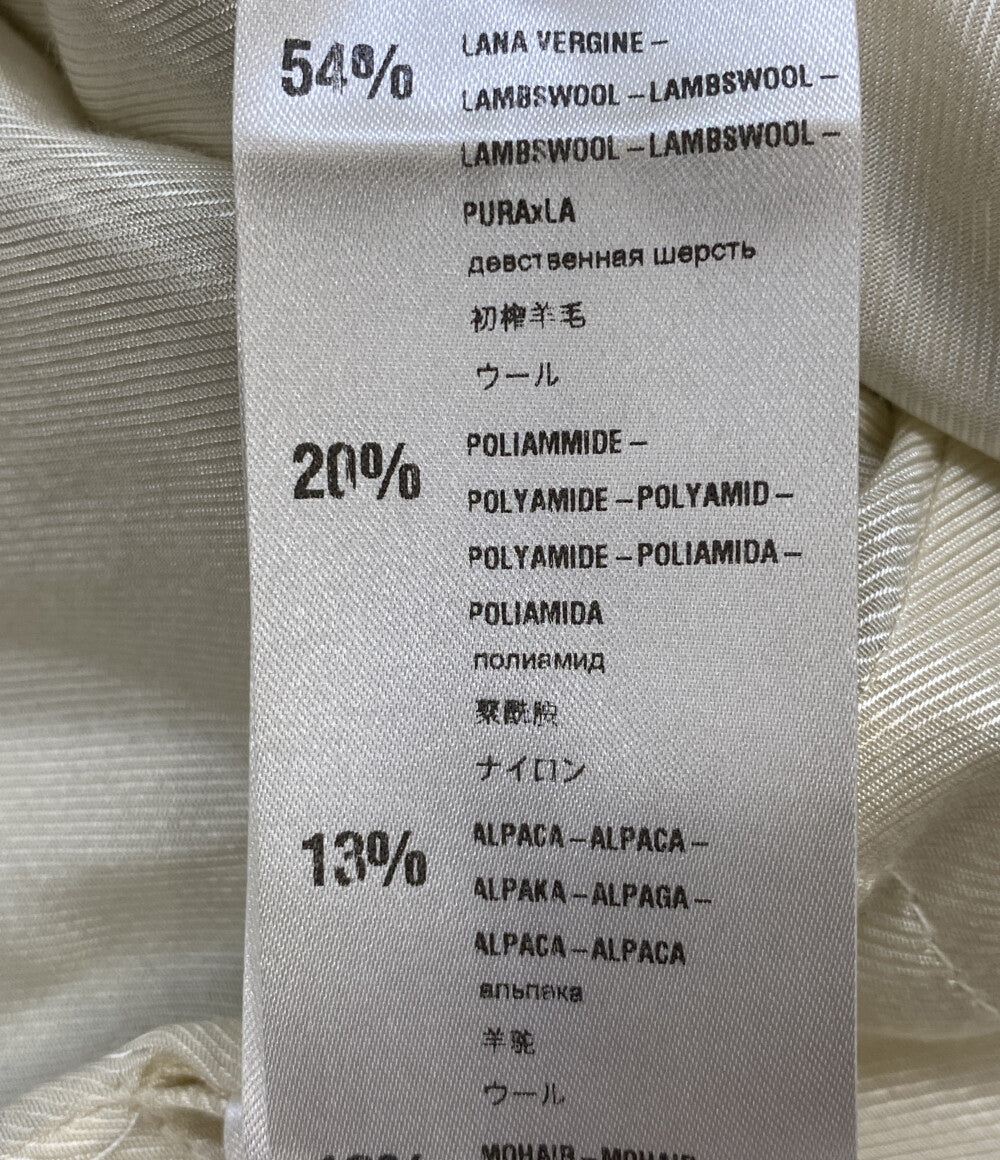 54% LANA VERGINE –
LAMBSWOOL – LAMBSWOOL –
LAMBSWOOL – LAMBSWOOL –
PURAxLA
девственная шерсть
初榨羊毛
ウール
20% POLIAMMIDE –
POLYAMIDE – POLYAMID –
POLYAMIDE – POLIAMIDA –
POLIAMIDA
полиамид
聚酰胺
ナイロン
13% ALPACA – ALPACA –
ALPAKA – ALPAGA –
ALPACA – ALPACA
альпака
羊驼
ウール
MOHAIR – MOHAIR